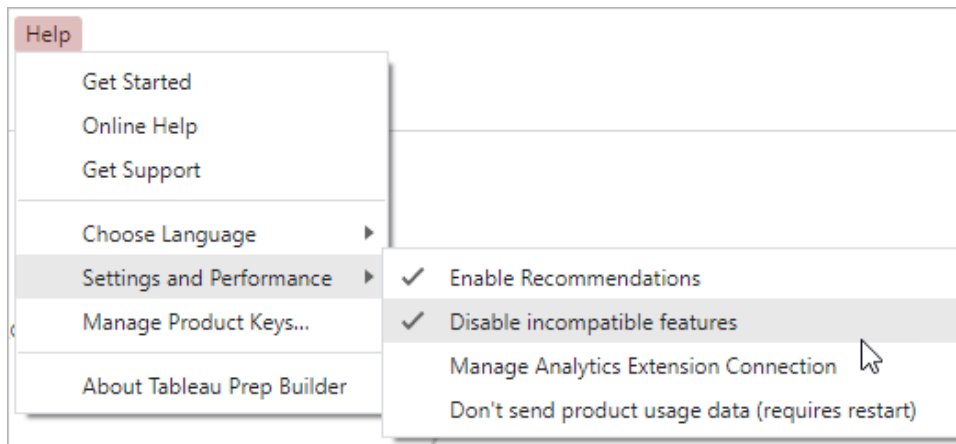 Help
Get Started
Online Help
Get Support
Choose Language
Settings and Performance
Manage Product Keys...
About Tableau Prep Builder
Enable Recommendations
Disable incompatible features
Manage Analytics Extension Connection
Don't send product usage data (requires restart)